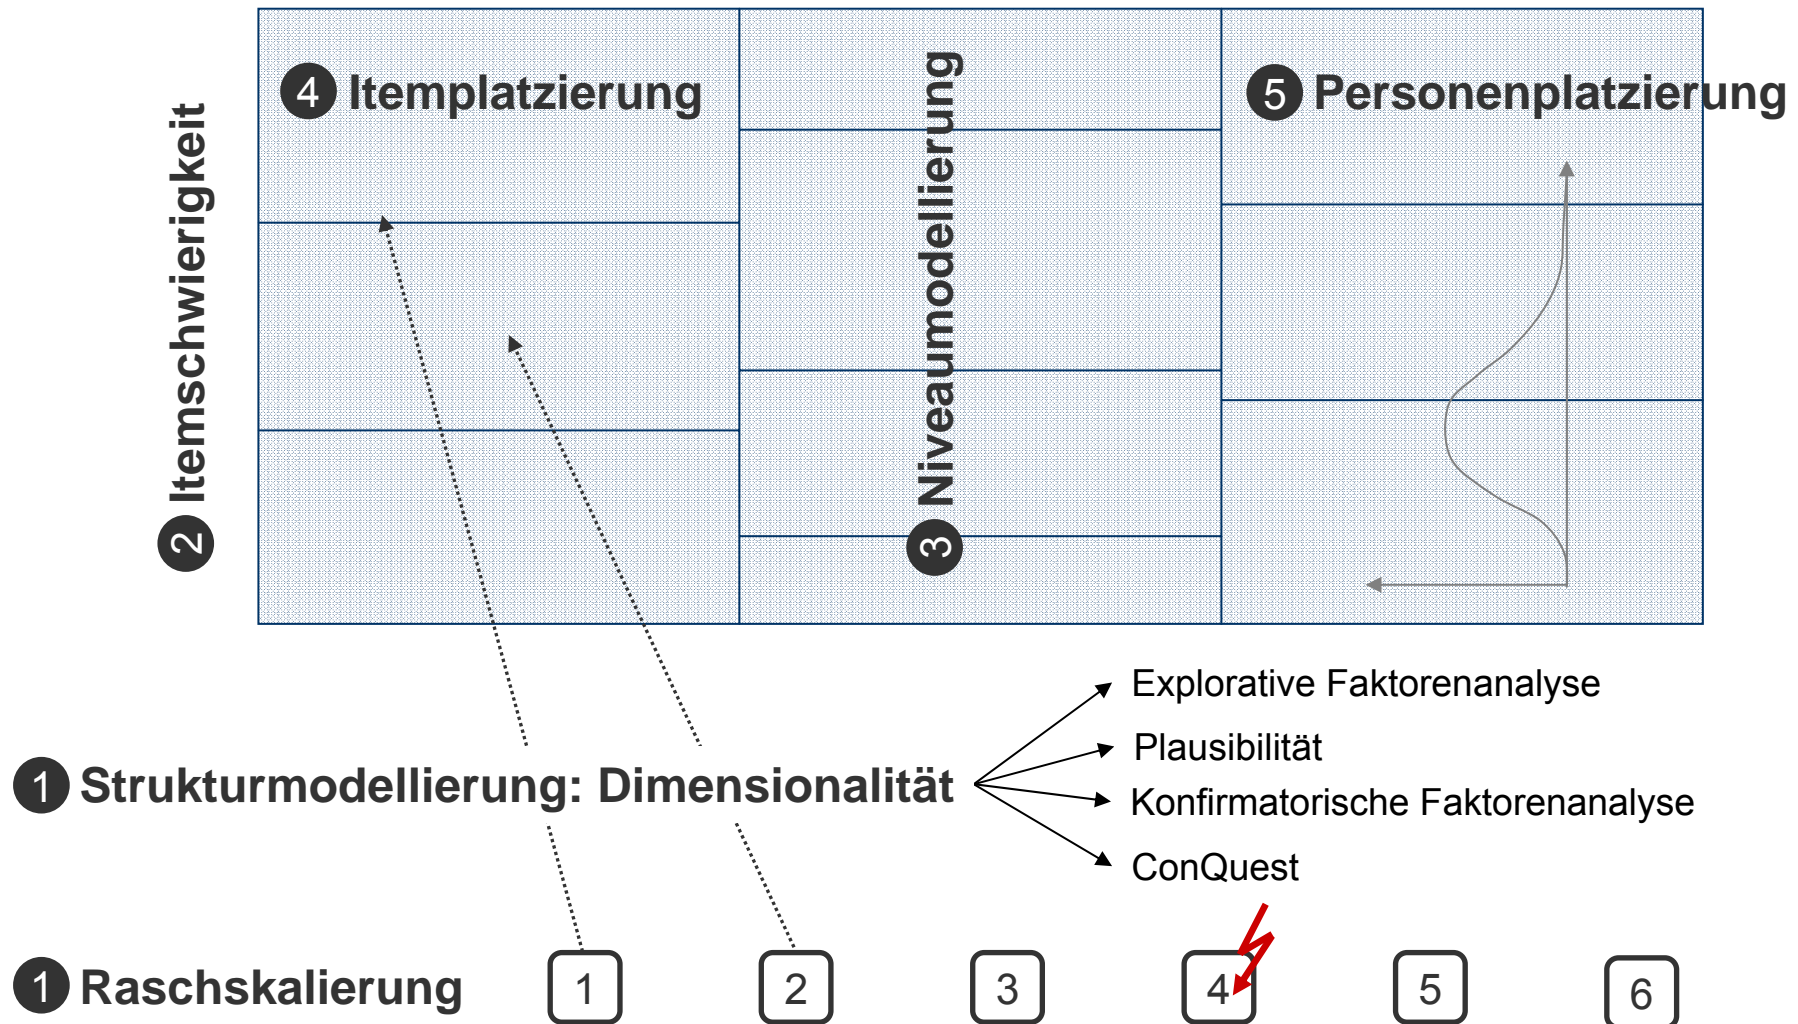 4 Itemplatzierung
5 Personenplatzierung
2 Itemschwierigkeit
3 Niveaumodellierung
Explorative Faktorenanalyse
Plausibilität
1 Strukturmodellierung: Dimensionalität
Konfirmatorische Faktorenanalyse
ConQuest
1 Raschskalierung
1 2 3 4 5 6